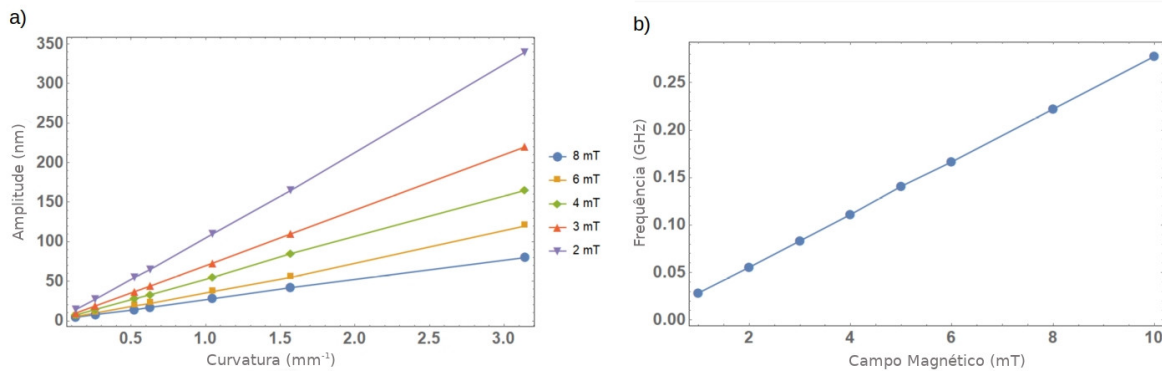 a)
350
300
250
200
150
100
50
0
Amplitude (nm)
0.5
1.0
1.5
2.0
2.5
3.0
Curvatura (mm⁻¹)
8 mT
6 mT
4 mT
3 mT
2 mT
b)
0.25
0.20
0.15
0.10
0.05
0.00
Frequência (GHz)
2
4
6
8
10
Campo Magnético (mT)